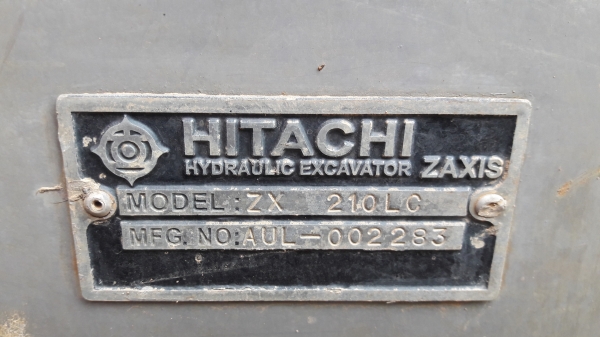 HITACHI
HYDRAULIC EXCAVATOR ZAXIS
MODEL: ZX 210LC
MFG. NO: AUL-002283